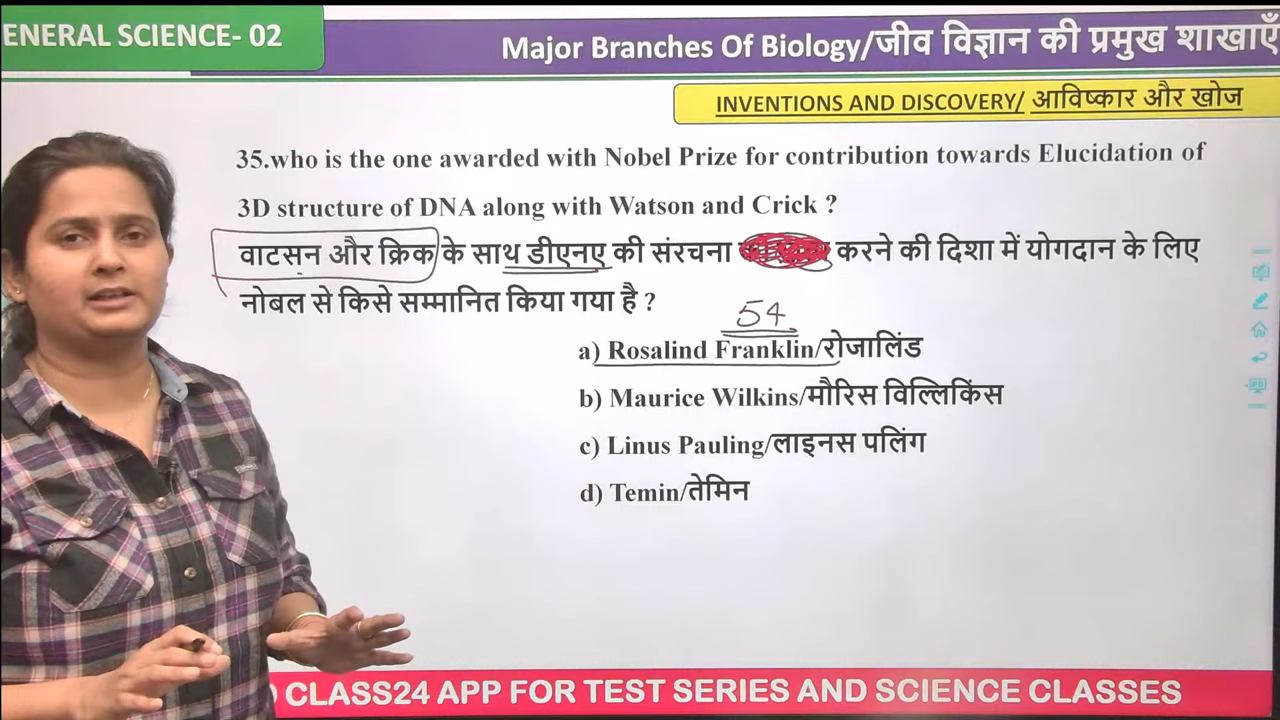 ENERAL SCIENCE- 02
Major Branches Of Biology/जीव विज्ञान की प्रमुख शाखाएँ
INVENTIONS AND DISCOVERY/ आविष्कार और खोज
35.who is the one awarded with Nobel Prize for contribution towards Elucidation of
3D structure of DNA along with Watson and Crick ?
वाटसन और क्रिक के साथ डीएनए की संरचना करने की दिशा में योगदान के लिए
नोबल से किसे सम्मानित किया गया है ?
54
a) Rosalind Franklin/रोजालिंड
b) Maurice Wilkins/मौरिस विल्लिकिंस
c) Linus Pauling/लाइनस पलिंग
d) Temin/तेमिन
CLASS24 APP FOR TEST SERIES AND SCIENCE CLASSES